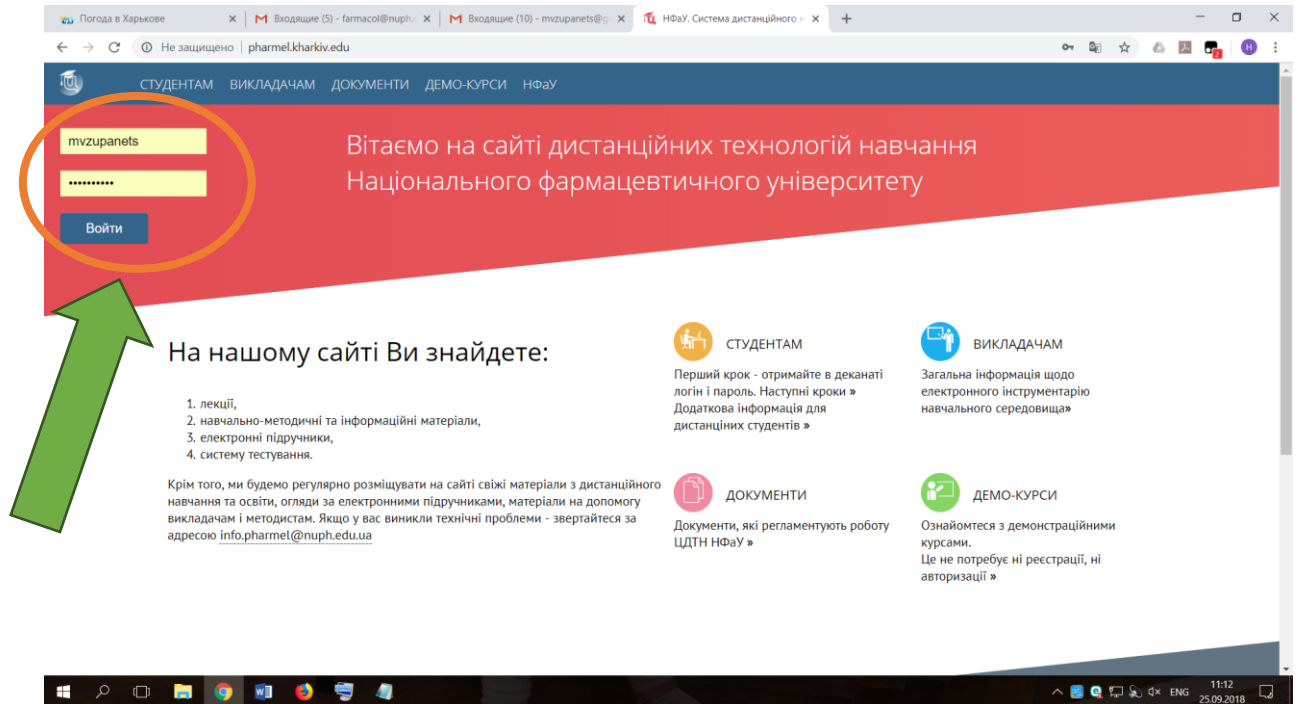 Погода в Харькове
Входящие (5) - farmacol@nuph.
Входящие (10) - mvzupanets@g
НФаУ. Система дистанційного н
Не защищено | pharmel.kharkiv.edu
СТУДЕНТАМ ВИКЛАДАЧАМ ДОКУМЕНТИ ДЕМО-КУРСИ НФаУ
mvzupanets
••••••••••
Войти
Вітаємо на сайті дистанційних технологій навчання
Національного фармацевтичного університету
На нашому сайті Ви знайдете:
1. лекції,
2. навчально-методичні та інформаційні матеріали,
3. електронні підручники,
4. систему тестування.
Крім того, ми будемо регулярно розміщувати на сайті свіжі матеріали з дистанційного
навчання та освіти, огляди за електронними підручниками, матеріали на допомогу
викладачам і методистам. Якщо у вас виникли технічні проблеми - звертайтеся за
адресою info.pharmel@nuph.edu.ua
СТУДЕНТАМ
Перший крок - отримайте в деканаті
логін і пароль. Наступні кроки »
Додаткова інформація для
дистанціних студентів »
ВИКЛАДАЧАМ
Загальна інформація щодо
електронного інструментарію
навчального середовища»
ДОКУМЕНТИ
Документи, які регламентують роботу
ЦДТН НФаУ »
ДЕМО-КУРСИ
Ознайомтеся з демонстраційними
курсами.
Це не потребує ні реєстрації, ні
авторизації »
ENG
11:12
25.09.2018